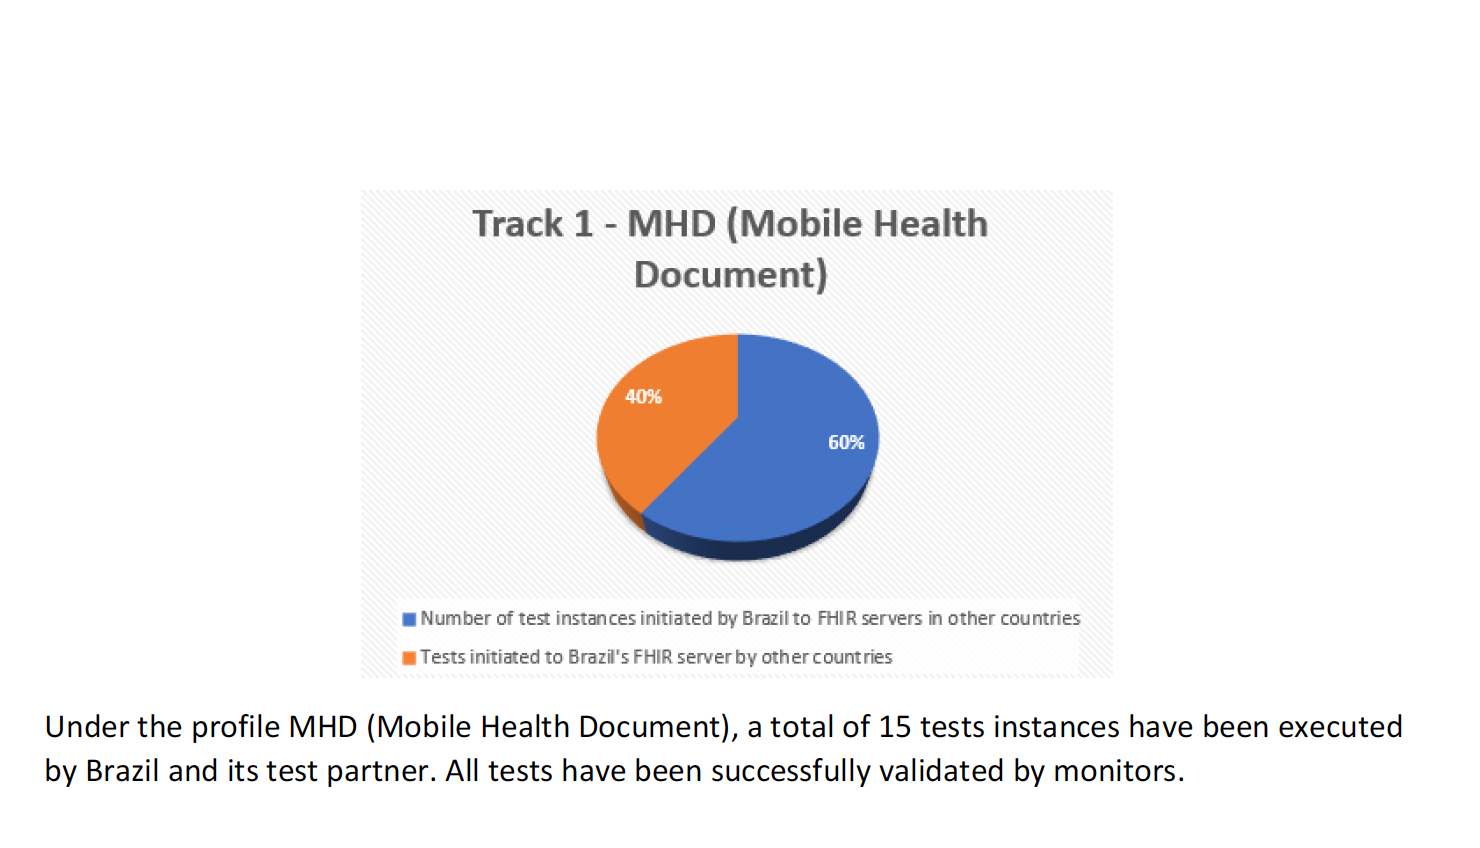 Track 1 - MHD (Mobile Health
Document)
40%
60%
Number of test instances initiated by Brazil to FHIR servers in other countries
Tests initiated to Brazil's FHIR server by other countries
Under the profile MHD (Mobile Health Document), a total of 15 tests instances have been executed
by Brazil and its test partner. All tests have been successfully validated by monitors.